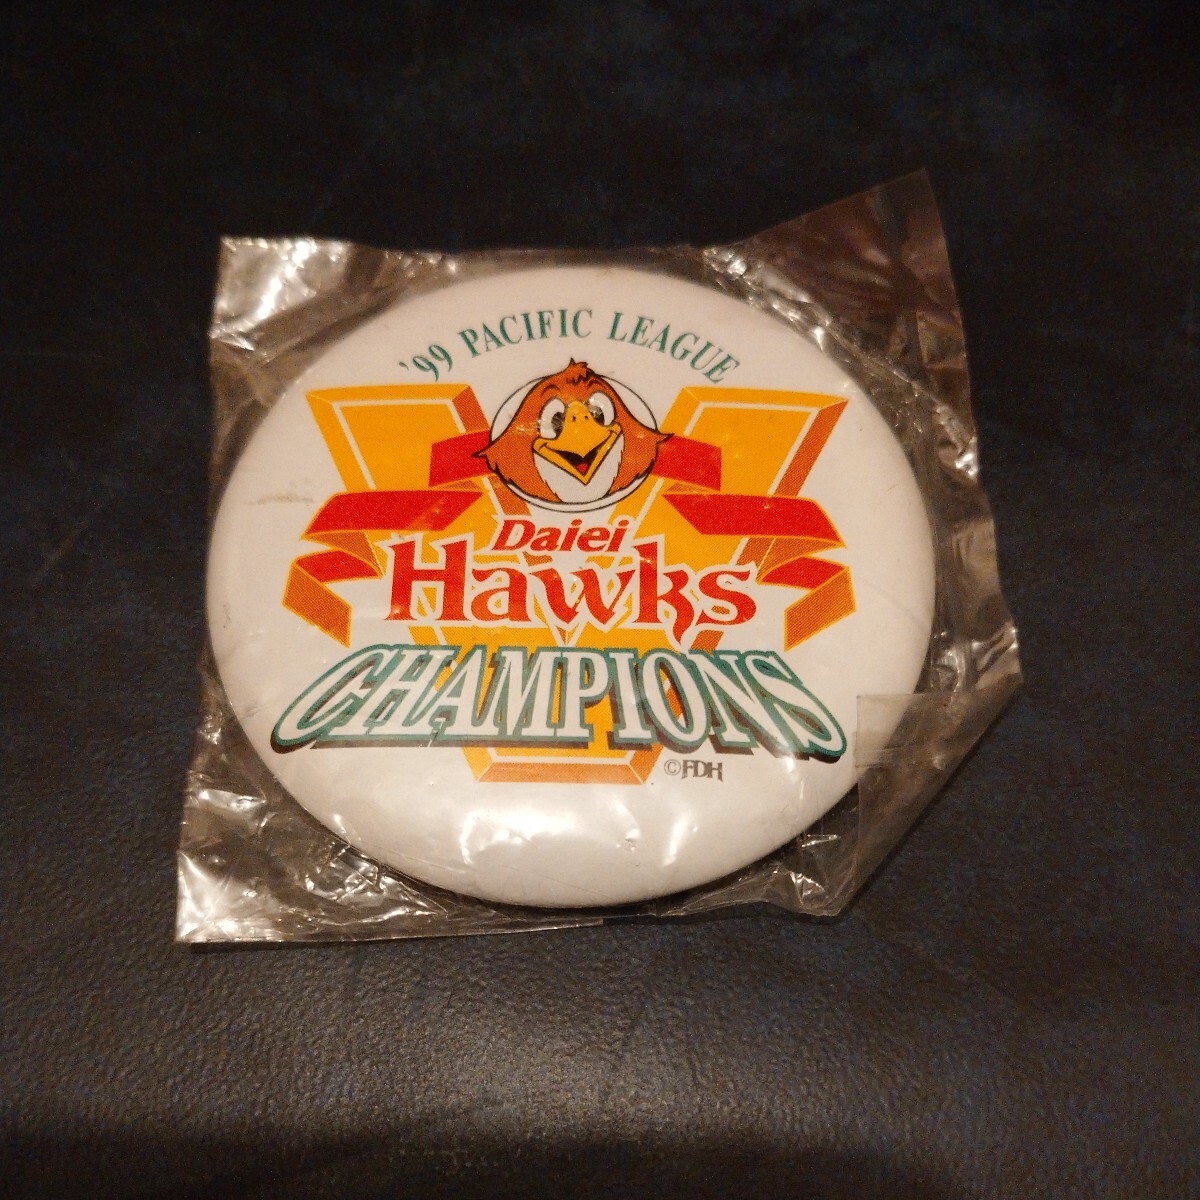 '99 PACIFIC LEAGUE
Daiei
Hawks
CHAMPIONS
©FDH